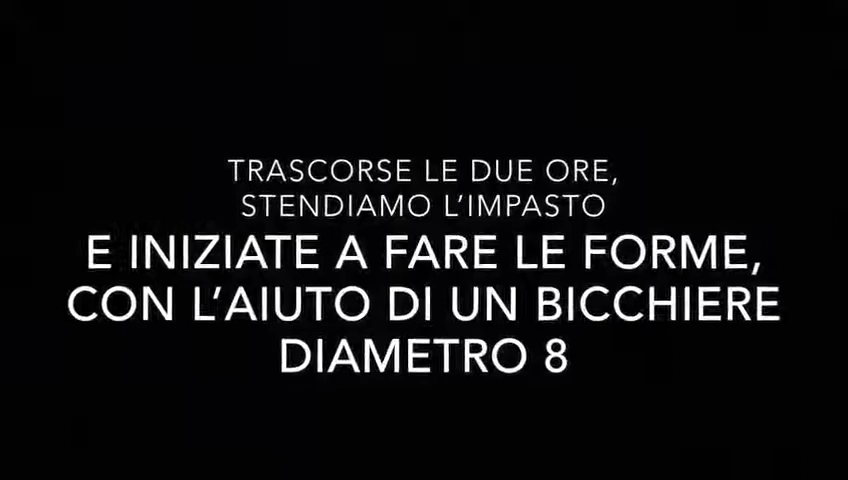 TRASCORSE LE DUE ORE,
STENDIAMO L'IMPASTO
E INIZIATE A FARE LE FORME,
CON L'AIUTO DI UN BICCHIERE
DIAMETRO 8